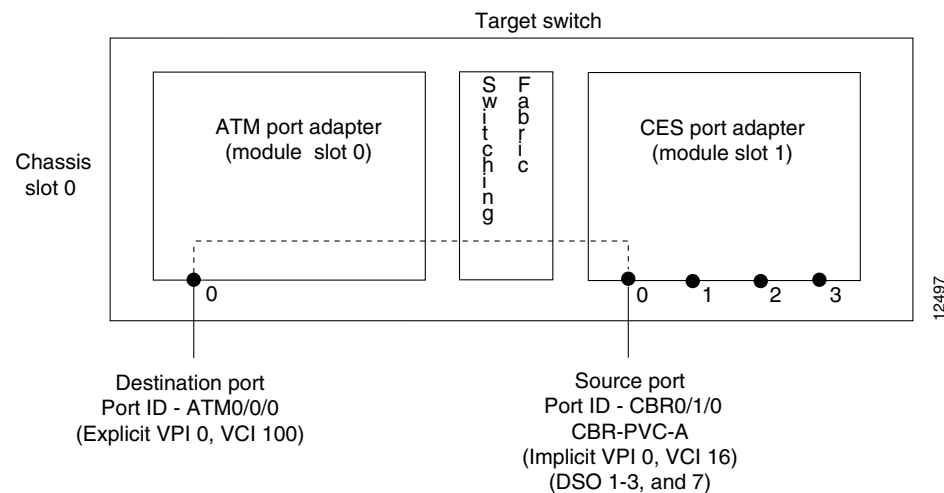 Target switch
Chassis
slot 0
ATM port adapter
(module slot 0)
Switching
Fabric
CES port adapter
(module slot 1)
0
0
1
2
3
12497
Destination port
Port ID - ATM0/0/0
(Explicit VPI 0, VCI 100)
Source port
Port ID - CBR0/1/0
CBR-PVC-A
(Implicit VPI 0, VCI 16)
(DSO 1-3, and 7)